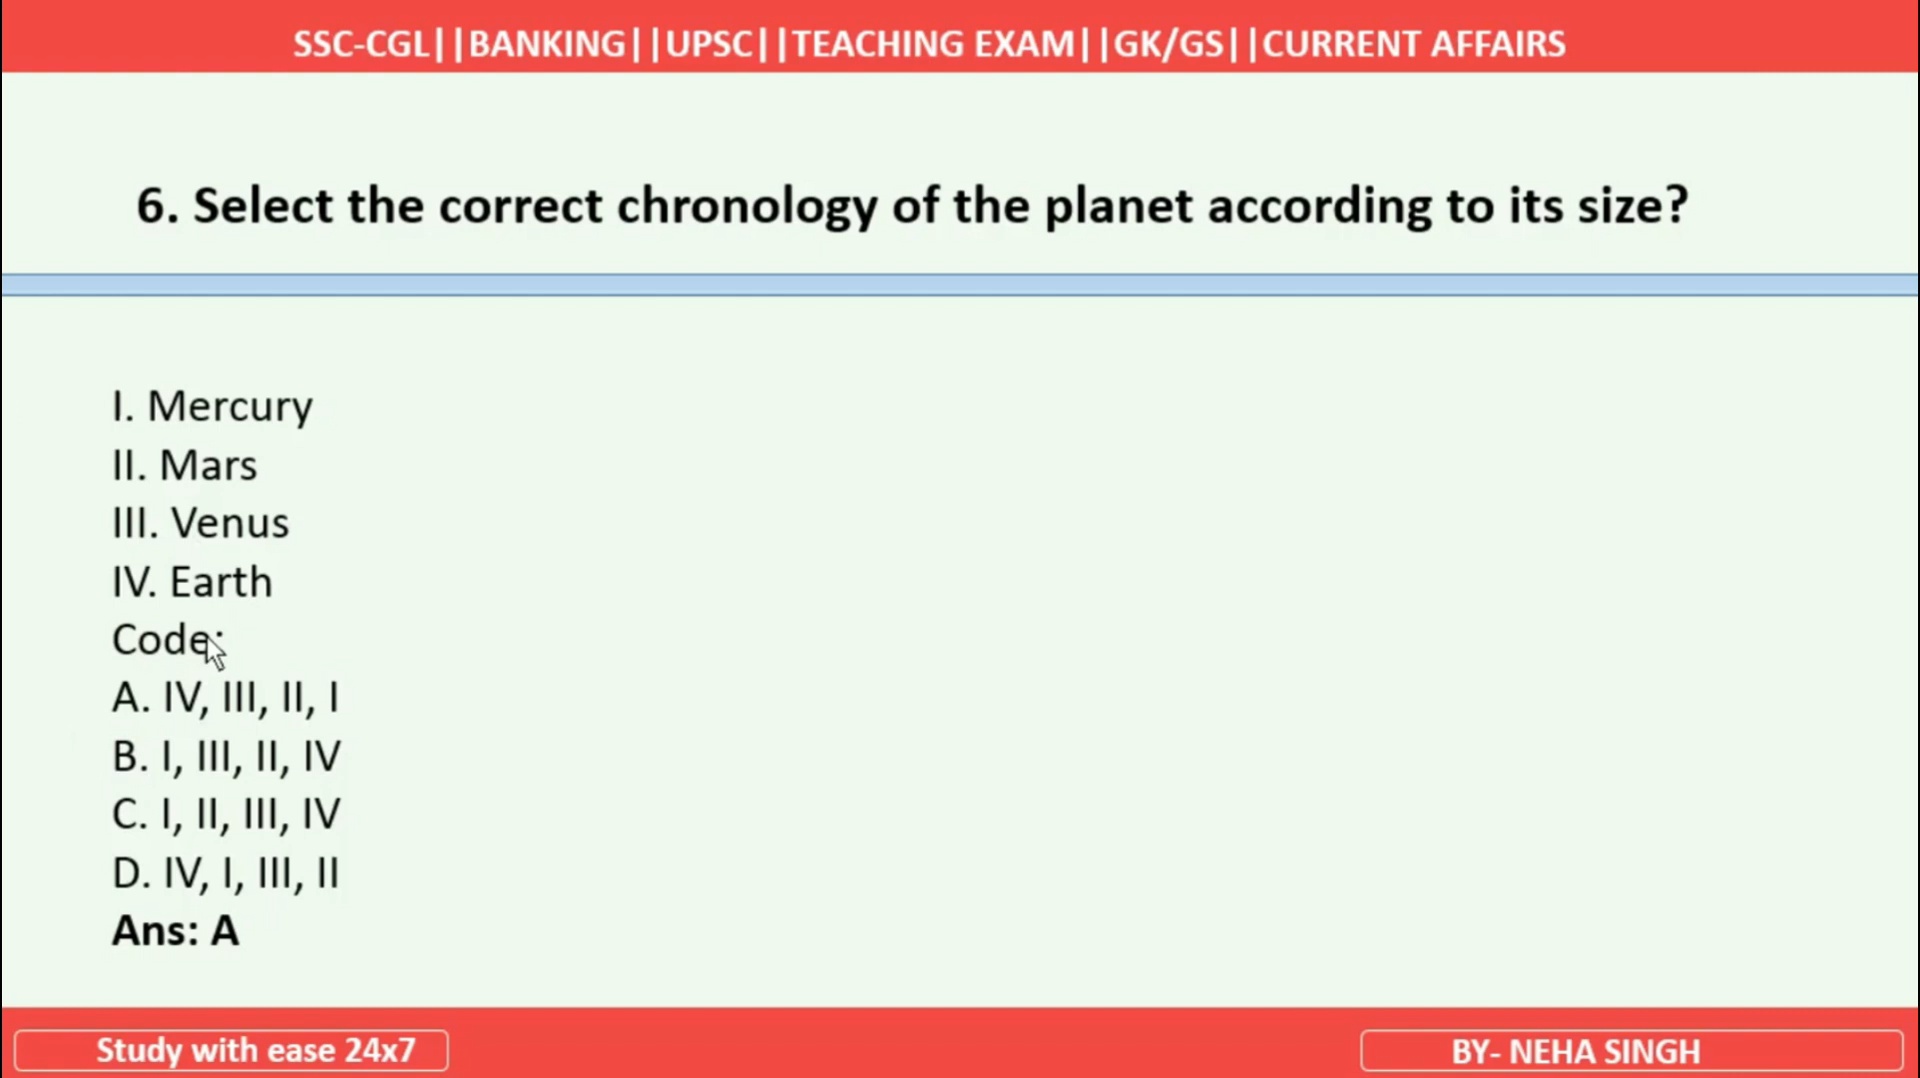 SSC-CGL||BANKING||UPSC||TEACHING EXAM||GK/GS||CURRENT AFFAIRS
6. Select the correct chronology of the planet according to its size?
I. Mercury
II. Mars
III. Venus
IV. Earth
Code:
A. IV, III, II, I
B. I, III, II, IV
C. I, II, III, IV
D. IV, I, III, II
Ans: A
Study with ease 24x7
BY- NEHA SINGH